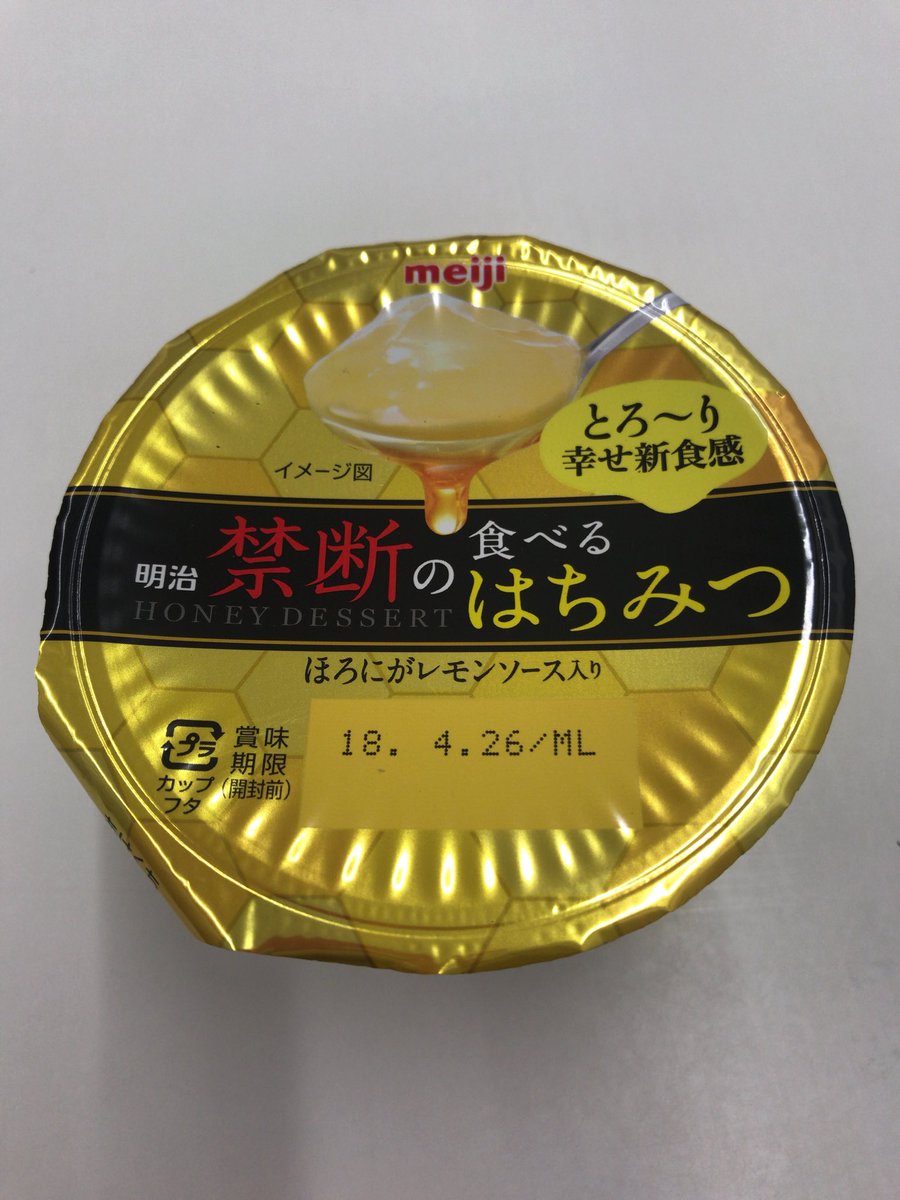 meiji
とろ～り
幸せ新食感
イメージ図
明治 禁断の食べるはちみつ
HONEY DESSERT
ほろにがレモンソース入り
プラ
カップ
フタ
賞味
期限
(開封前)
18. 4.26/ML